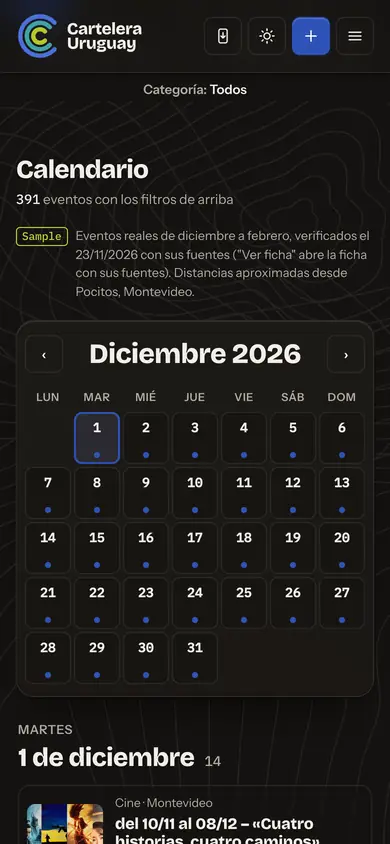 Cartelera
Uruguay
Categoría: Todos
Calendario
391 eventos con los filtros de arriba
Sample
Eventos reales de diciembre a febrero, verificados el
23/11/2026 con sus fuentes ("Ver ficha" abre la ficha
con sus fuentes). Distancias aproximadas desde
Pocitos, Montevideo.
‹ Diciembre 2026 ›
LUN MAR MIÉ JUE VIE SÁB DOM
1 2 3 4 5 6
7 8 9 10 11 12 13
14 15 16 17 18 19 20
21 22 23 24 25 26 27
28 29 30 31
MARTES
1 de diciembre 14
Cine · Montevideo
del 10/11 al 08/12 – «Cuatro
historias, cuatro caminos»